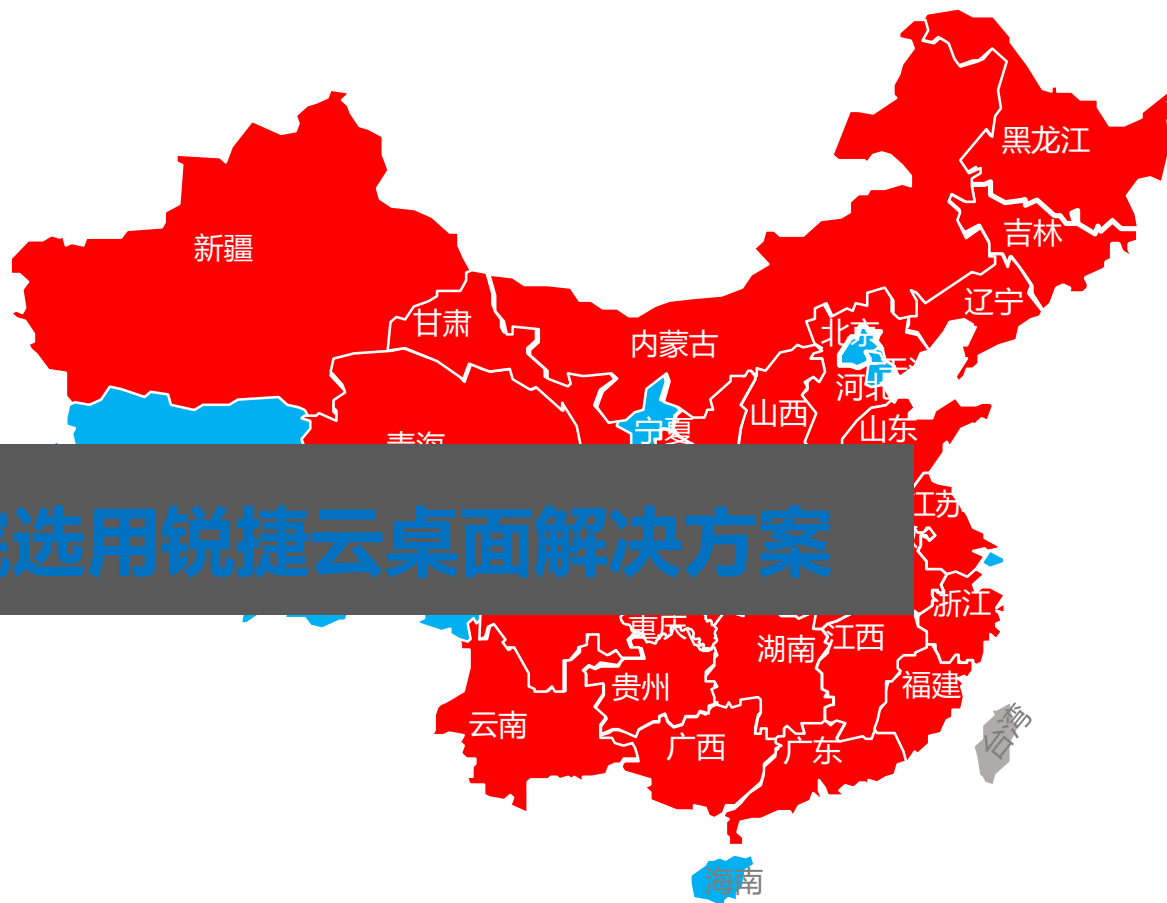 黑龙江
吉林
新疆
辽宁
甘肃
北京
内蒙古
河北
山西
山东
宁夏
青海
江苏
选用锐捷云桌面解决方案
浙江
重庆
江西
湖南
福建
贵州
云南
台湾
广西
广东
海南